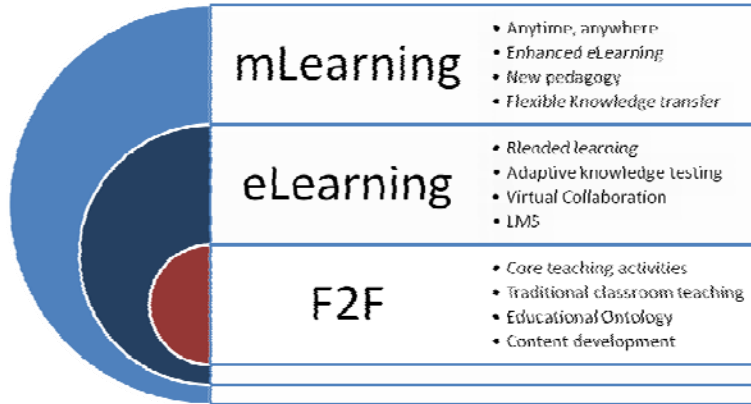 mLearning
• Anytime, anywhere
• Enhanced eLearning
• New pedagogy
• Flexible Knowledge transfer
eLearning
• Blended learning
• Adaptive knowledge testing
• Virtual Collaboration
• LMS
F2F
• Core teaching activities
• Traditional classroom teaching
• Educational Ontology
• Content development